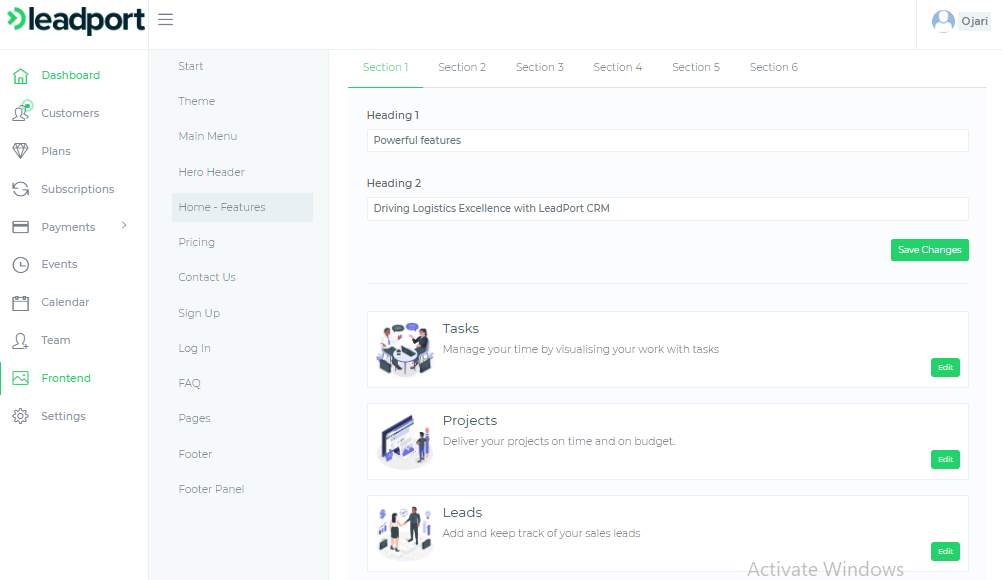 leadport
Ojari
Dashboard
Customers
Plans
Subscriptions
Payments
Events
Calendar
Team
Frontend
Settings
Start
Theme
Main Menu
Hero Header
Home - Features
Pricing
Contact Us
Sign Up
Log In
FAQ
Pages
Footer
Footer Panel
Section 1 Section 2 Section 3 Section 4 Section 5 Section 6
Heading 1
Powerful features
Heading 2
Driving Logistics Excellence with LeadPort CRM
Save Changes
Tasks
Manage your time by visualising your work with tasks
Edit
Projects
Deliver your projects on time and on budget.
Edit
Leads
Add and keep track of your sales leads
Edit
Activate Windows